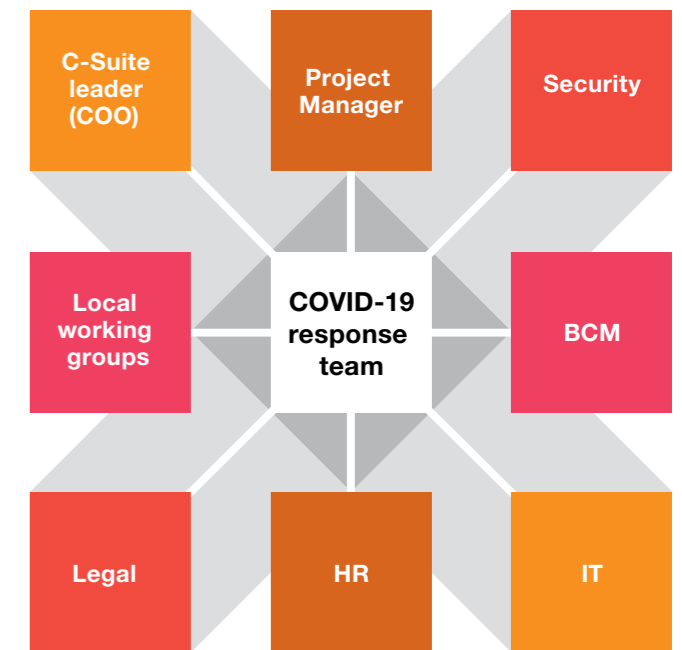 C-Suite
leader
(COO)
Project
Manager
Security
Local
working
groups
COVID-19
response
team
BCM
Legal
HR
IT